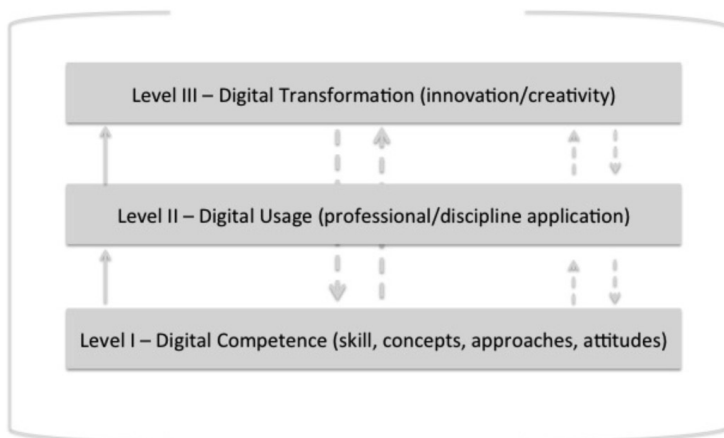 Level III – Digital Transformation (innovation/creativity)
Level II – Digital Usage (professional/discipline application)
Level I – Digital Competence (skill, concepts, approaches, attitudes)